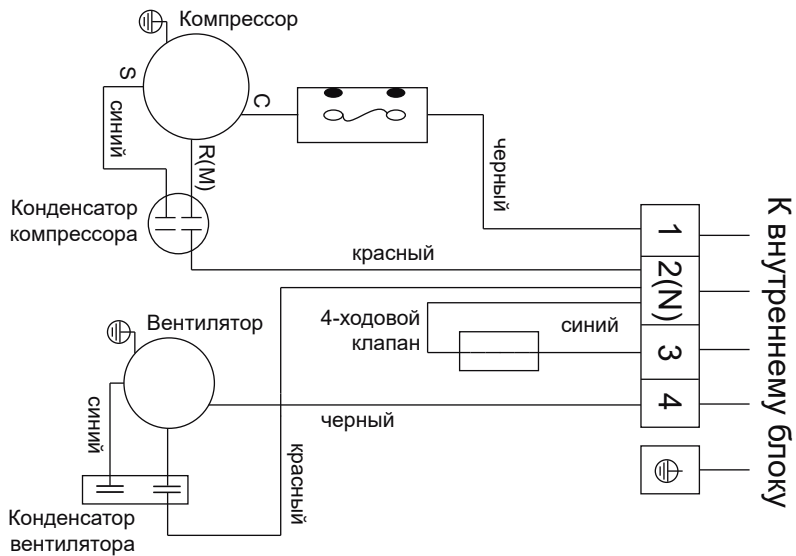 Компрессор
S
C
синий
R(M)
черный
Конденсатор
компрессора
красный
1
2(N)
3
4
К внутреннему блоку
4-ходовой
клапан
синий
Вентилятор
синий
черный
красный
Конденсатор
вентилятора